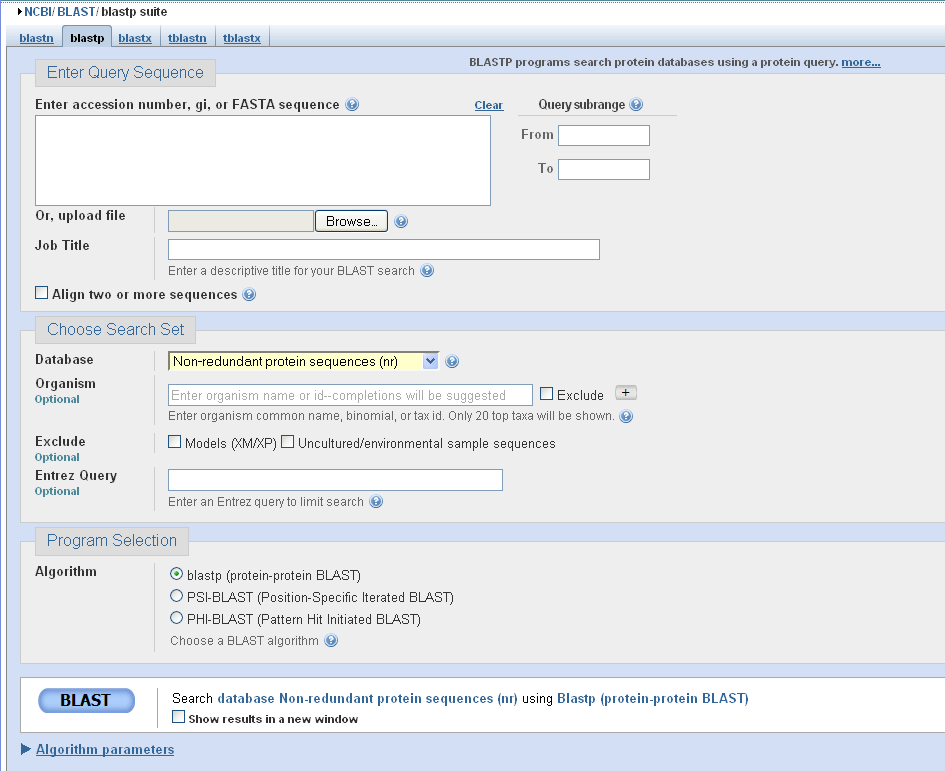 NCBI/ BLAST/ blastp suite
blastn blastp blastx tblastn tblastx
BLASTP programs search protein databases using a protein query. more...
Enter Query Sequence
Enter accession number, gi, or FASTA sequence Clear Query subrange
From
To
Or, upload file Browse...
Job Title
Enter a descriptive title for your BLAST search
Align two or more sequences
Choose Search Set
Database Non-redundant protein sequences (nr)
Organism
Optional
Enter organism name or id--completions will be suggested Exclude +
Enter organism common name, binomial, or tax id. Only 20 top taxa will be shown.
Exclude Models (XM/XP) Uncultured/environmental sample sequences
Optional
Entrez Query
Optional
Enter an Entrez query to limit search
Program Selection
Algorithm blastp (protein-protein BLAST)
PSI-BLAST (Position-Specific Iterated BLAST)
PHI-BLAST (Pattern Hit Initiated BLAST)
Choose a BLAST algorithm
BLAST Search database Non-redundant protein sequences (nr) using Blastp (protein-protein BLAST)
Show results in a new window
Algorithm parameters